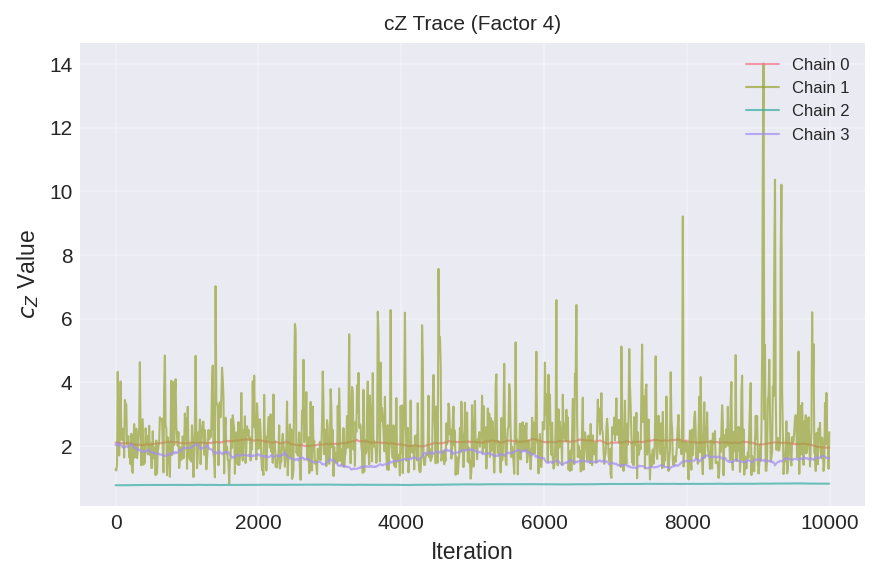 cZ Trace (Factor 4)
14
12
10
8
6
4
2
cZ Value
Chain 0
Chain 1
Chain 2
Chain 3
0
2000
4000
6000
8000
10000
Iteration